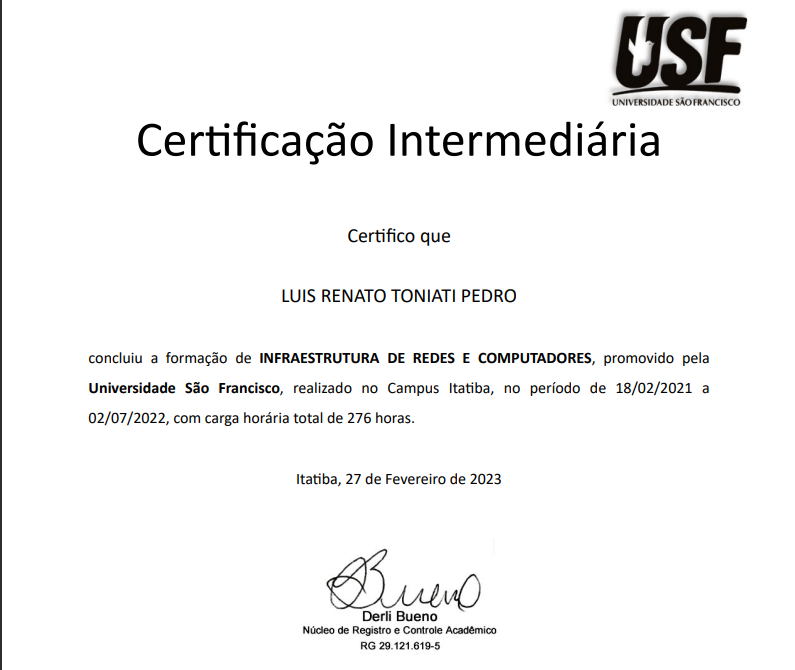 USF
UNIVERSIDADE SÃO FRANCISCO
Certificação Intermediária
Certifico que
LUIS RENATO TONIATI PEDRO
concluiu a formação de INFRAESTRUTURA DE REDES E COMPUTADORES, promovido pela
Universidade São Francisco, realizado no Campus Itatiba, no período de 18/02/2021 a
02/07/2022, com carga horária total de 276 horas.
Itatiba, 27 de Fevereiro de 2023
Bueno
Derli Bueno
Núcleo de Registro e Controle Acadêmico
RG 29.121.619-5